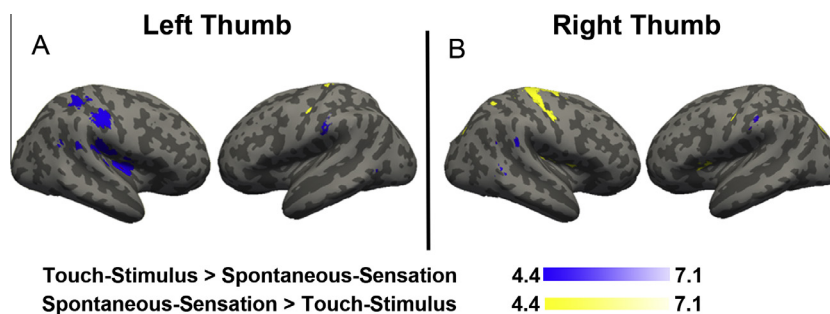 Left Thumb
Right Thumb
A
B
Touch-Stimulus > Spontaneous-Sensation
4.4
7.1
Spontaneous-Sensation > Touch-Stimulus
4.4
7.1